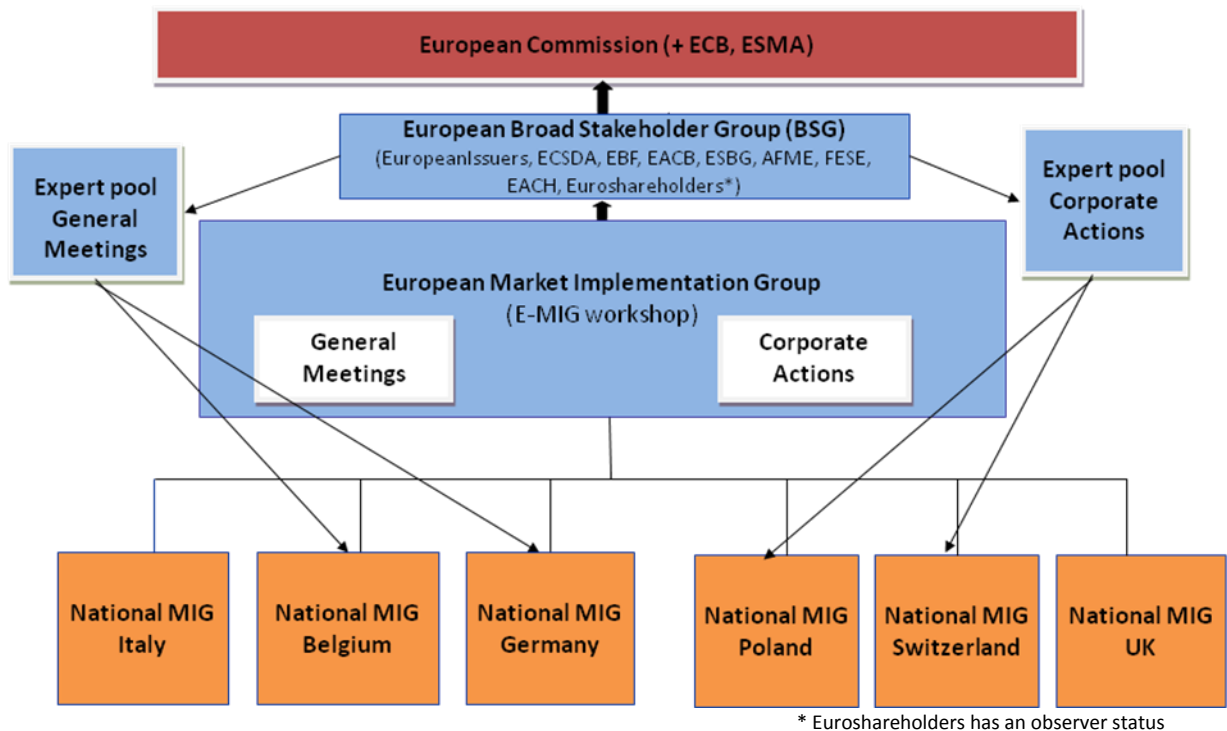 European Commission (+ ECB, ESMA)
European Broad Stakeholder Group (BSG)
(EuropeanIssuers, ECSDA, EBF, EACB, ESBG, AFME, FESE,
EACH, Euroshareholders*)
Expert pool
General
Meetings
Expert pool
Corporate
Actions
European Market Implementation Group
(E-MIG workshop)
General
Meetings
Corporate
Actions
National MIG
Italy
National MIG
Belgium
National MIG
Germany
National MIG
Poland
National MIG
Switzerland
National MIG
UK
* Euroshareholders has an observer status